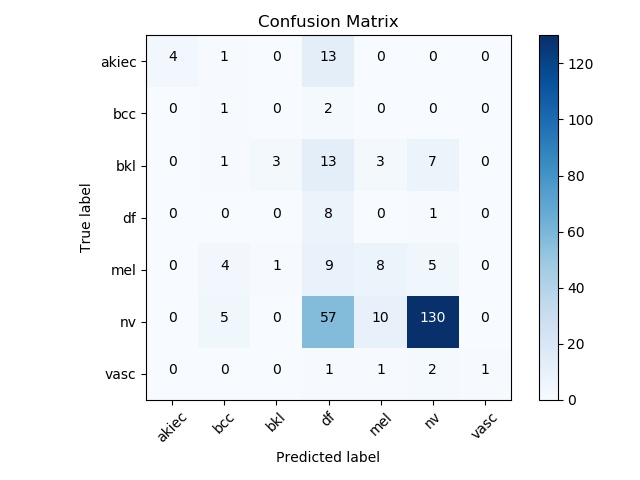 Confusion Matrix
akiec 4 1 0 13 0 0 0
bcc 0 1 0 2 0 0 0
bkl 0 1 3 13 3 7 0
df 0 0 0 8 0 1 0
mel 0 4 1 9 8 5 0
nv 0 5 0 57 10 130 0
vasc 0 0 0 1 1 2 1
akiec bcc bkl df mel nv vasc
Predicted label
True label
120
100
80
60
40
20
0